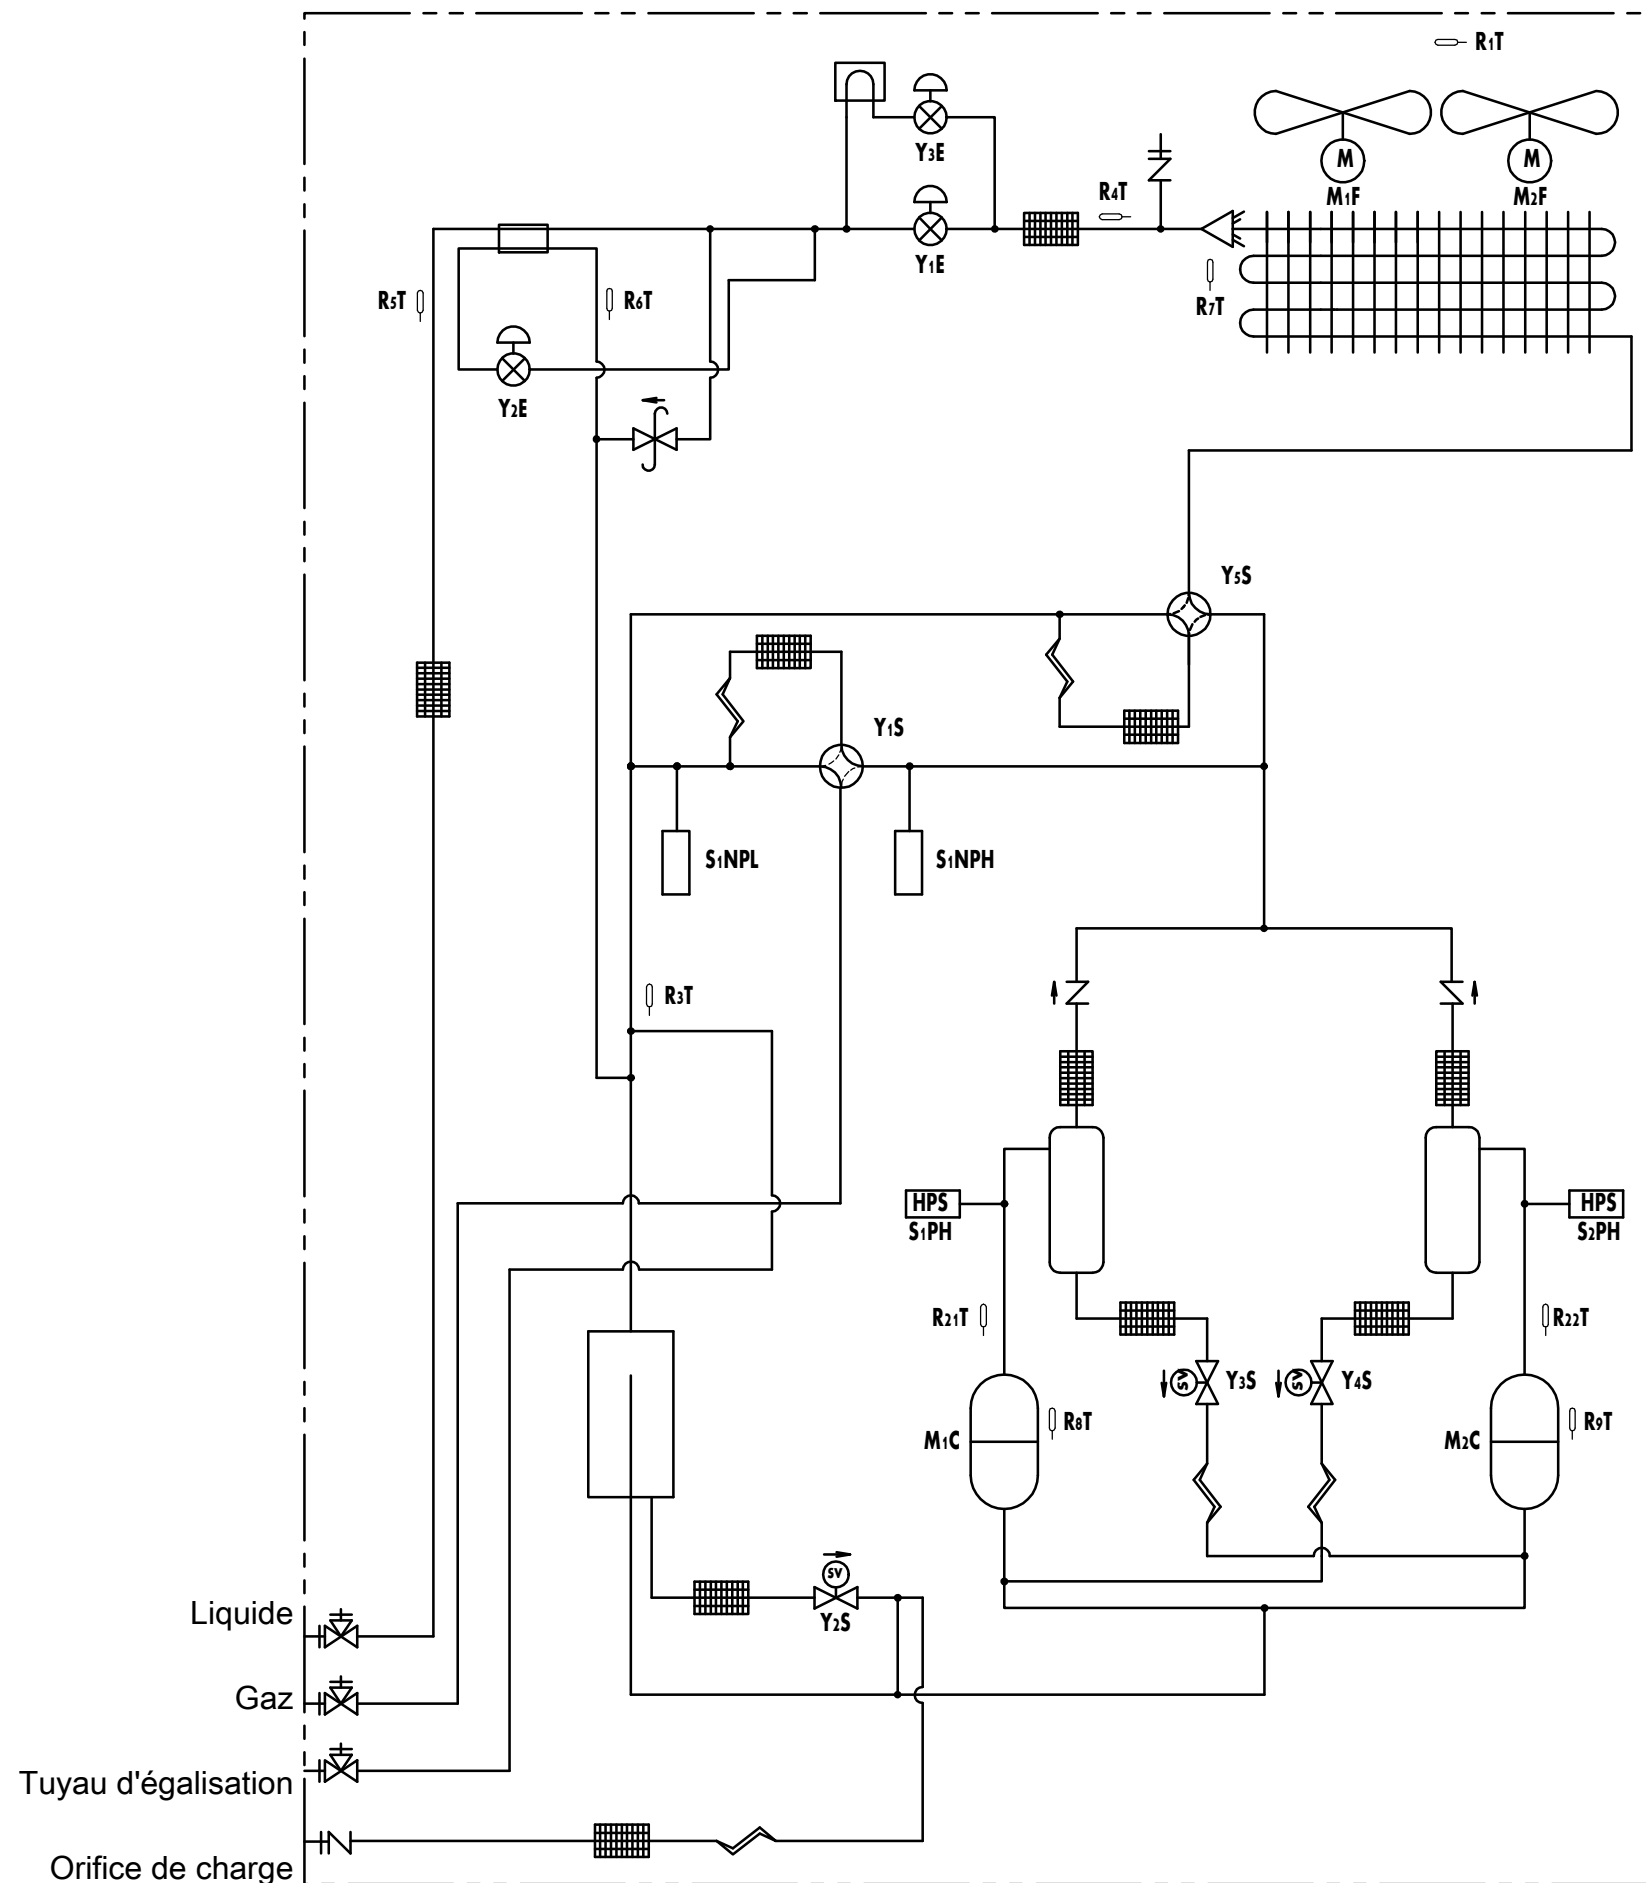 R1T
M
M
Y3E
R4T
M1F
M2F
Y1E
R7T
R5T
R6T
Y2E
Y5S
Y1S
S1NPL
S1NPH
R3T
HPS
S1PH
HPS
S2PH
R21T
R22T
SV
Y3S
SV
Y4S
M1C
R8T
M2C
R9T
SV
Y2S
Liquide
Gaz
Tuyau d'égalisation
Orifice de charge